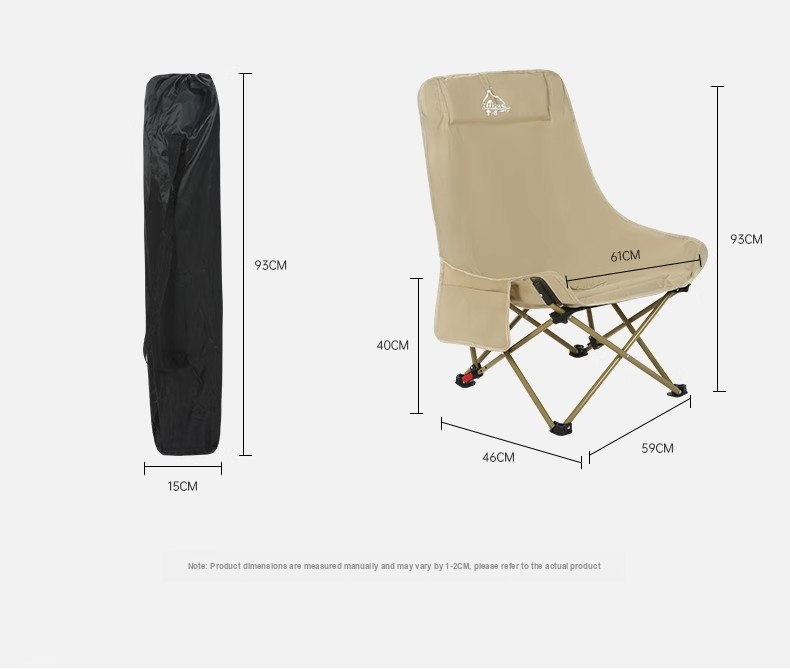 93CM
93CM
61CM
40CM
46CM
59CM
15CM
Note: Product dimensions are measured manually and may vary by 1-2CM, please refer to the actual product